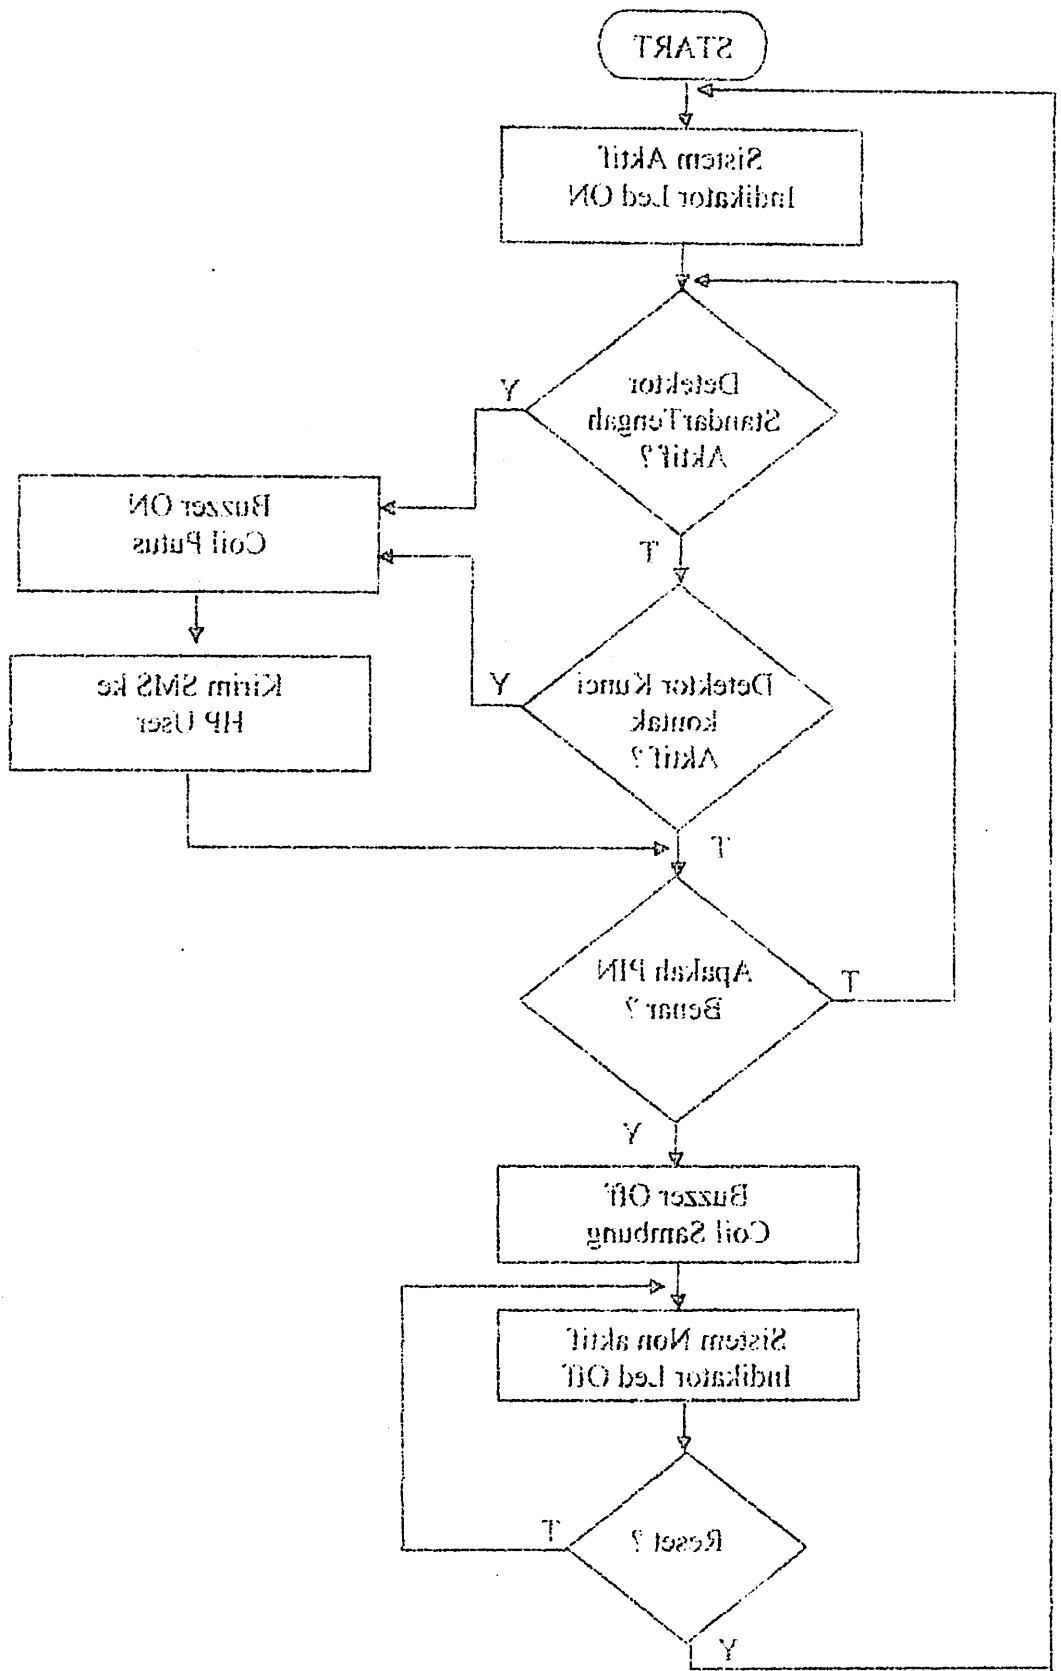 START
Sistem Aktif
Indikator Led ON
Detektor
StandarTengah
Aktif ?
Y
T
Buzzer ON
Coil Putus
Kirim SMS ke
HP User
Detektor Kunci
kontak
Aktif ?
Y
T
Apakah PIN
Benar ?
T
Y
Buzzer Off
Coil Sambung
Sistem Non aktif
Indikator Led Off
Reset ?
T
Y